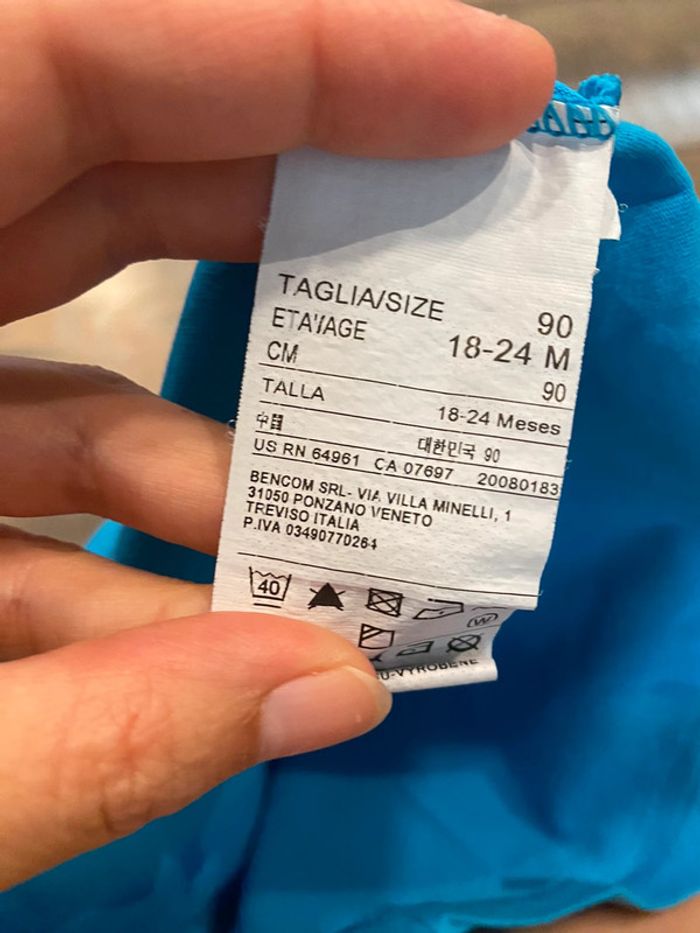 TAGLIA/SIZE 90
ETA'/AGE 18-24 M
CM 90
TALLA 18-24 Meses
中国 대한민국 90
US RN 64961 CA 07697 20080183
BENCOM SRL- VIA VILLA MINELLI, 1
31050 PONZANO VENETO
TREVISO ITALIA
P.IVA 03490770264
40
W